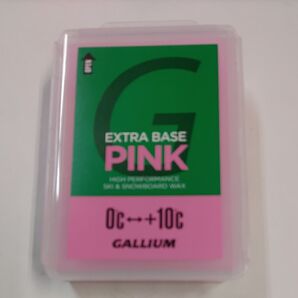 G
EXTRA BASE
PINK
HIGH PERFORMANCE
SKI & SNOWBOARD WAX
0c↔+10c
GALLIUM